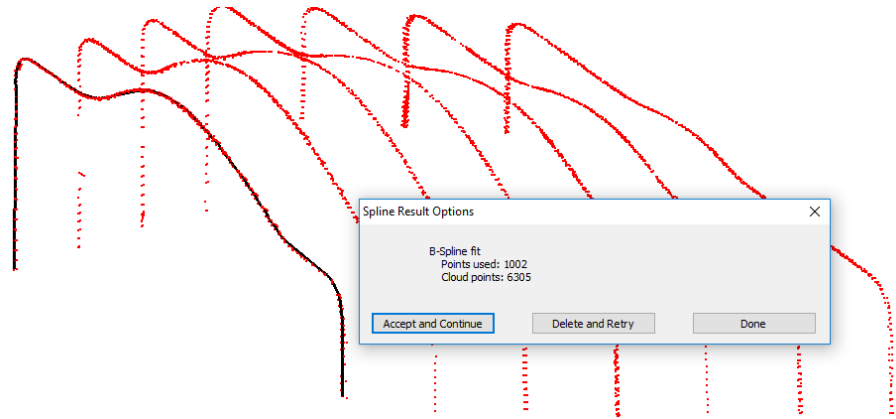 Spline Result Options
B-Spline fit
Points used: 1002
Cloud points: 6305
Accept and Continue
Delete and Retry
Done